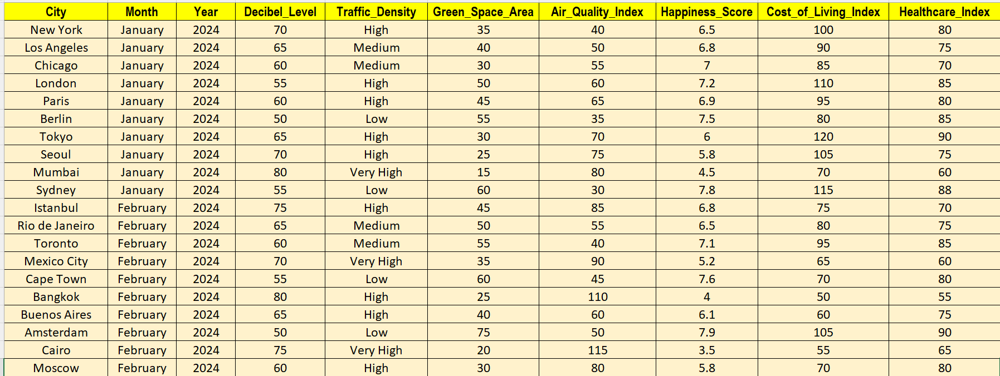 City Month Year Decibel_Level Traffic_Density Green_Space_Area Air_Quality_Index Happiness_Score Cost_of_Living_Index Healthcare_Index
New York January 2024 70 High 35 40 6.5 100 80
Los Angeles January 2024 65 Medium 40 50 6.8 90 75
Chicago January 2024 60 Medium 30 55 7 85 70
London January 2024 55 High 50 60 7.2 110 85
Paris January 2024 60 High 45 65 6.9 95 80
Berlin January 2024 50 Low 55 35 7.5 80 85
Tokyo January 2024 65 High 30 70 6 120 90
Seoul January 2024 70 High 25 75 5.8 105 75
Mumbai January 2024 80 Very High 15 80 4.5 70 60
Sydney January 2024 55 Low 60 30 7.8 115 88
Istanbul February 2024 75 High 45 85 6.8 75 70
Rio de Janeiro February 2024 65 Medium 50 55 6.5 80 75
Toronto February 2024 60 Medium 55 40 7.1 95 85
Mexico City February 2024 70 Very High 35 90 5.2 65 60
Cape Town February 2024 55 Low 60 45 7.6 70 80
Bangkok February 2024 80 High 25 110 4 50 55
Buenos Aires February 2024 65 High 40 60 6.1 60 75
Amsterdam February 2024 50 Low 75 50 7.9 105 90
Cairo February 2024 75 Very High 20 115 3.5 55 65
Moscow February 2024 60 High 30 80 5.8 70 80